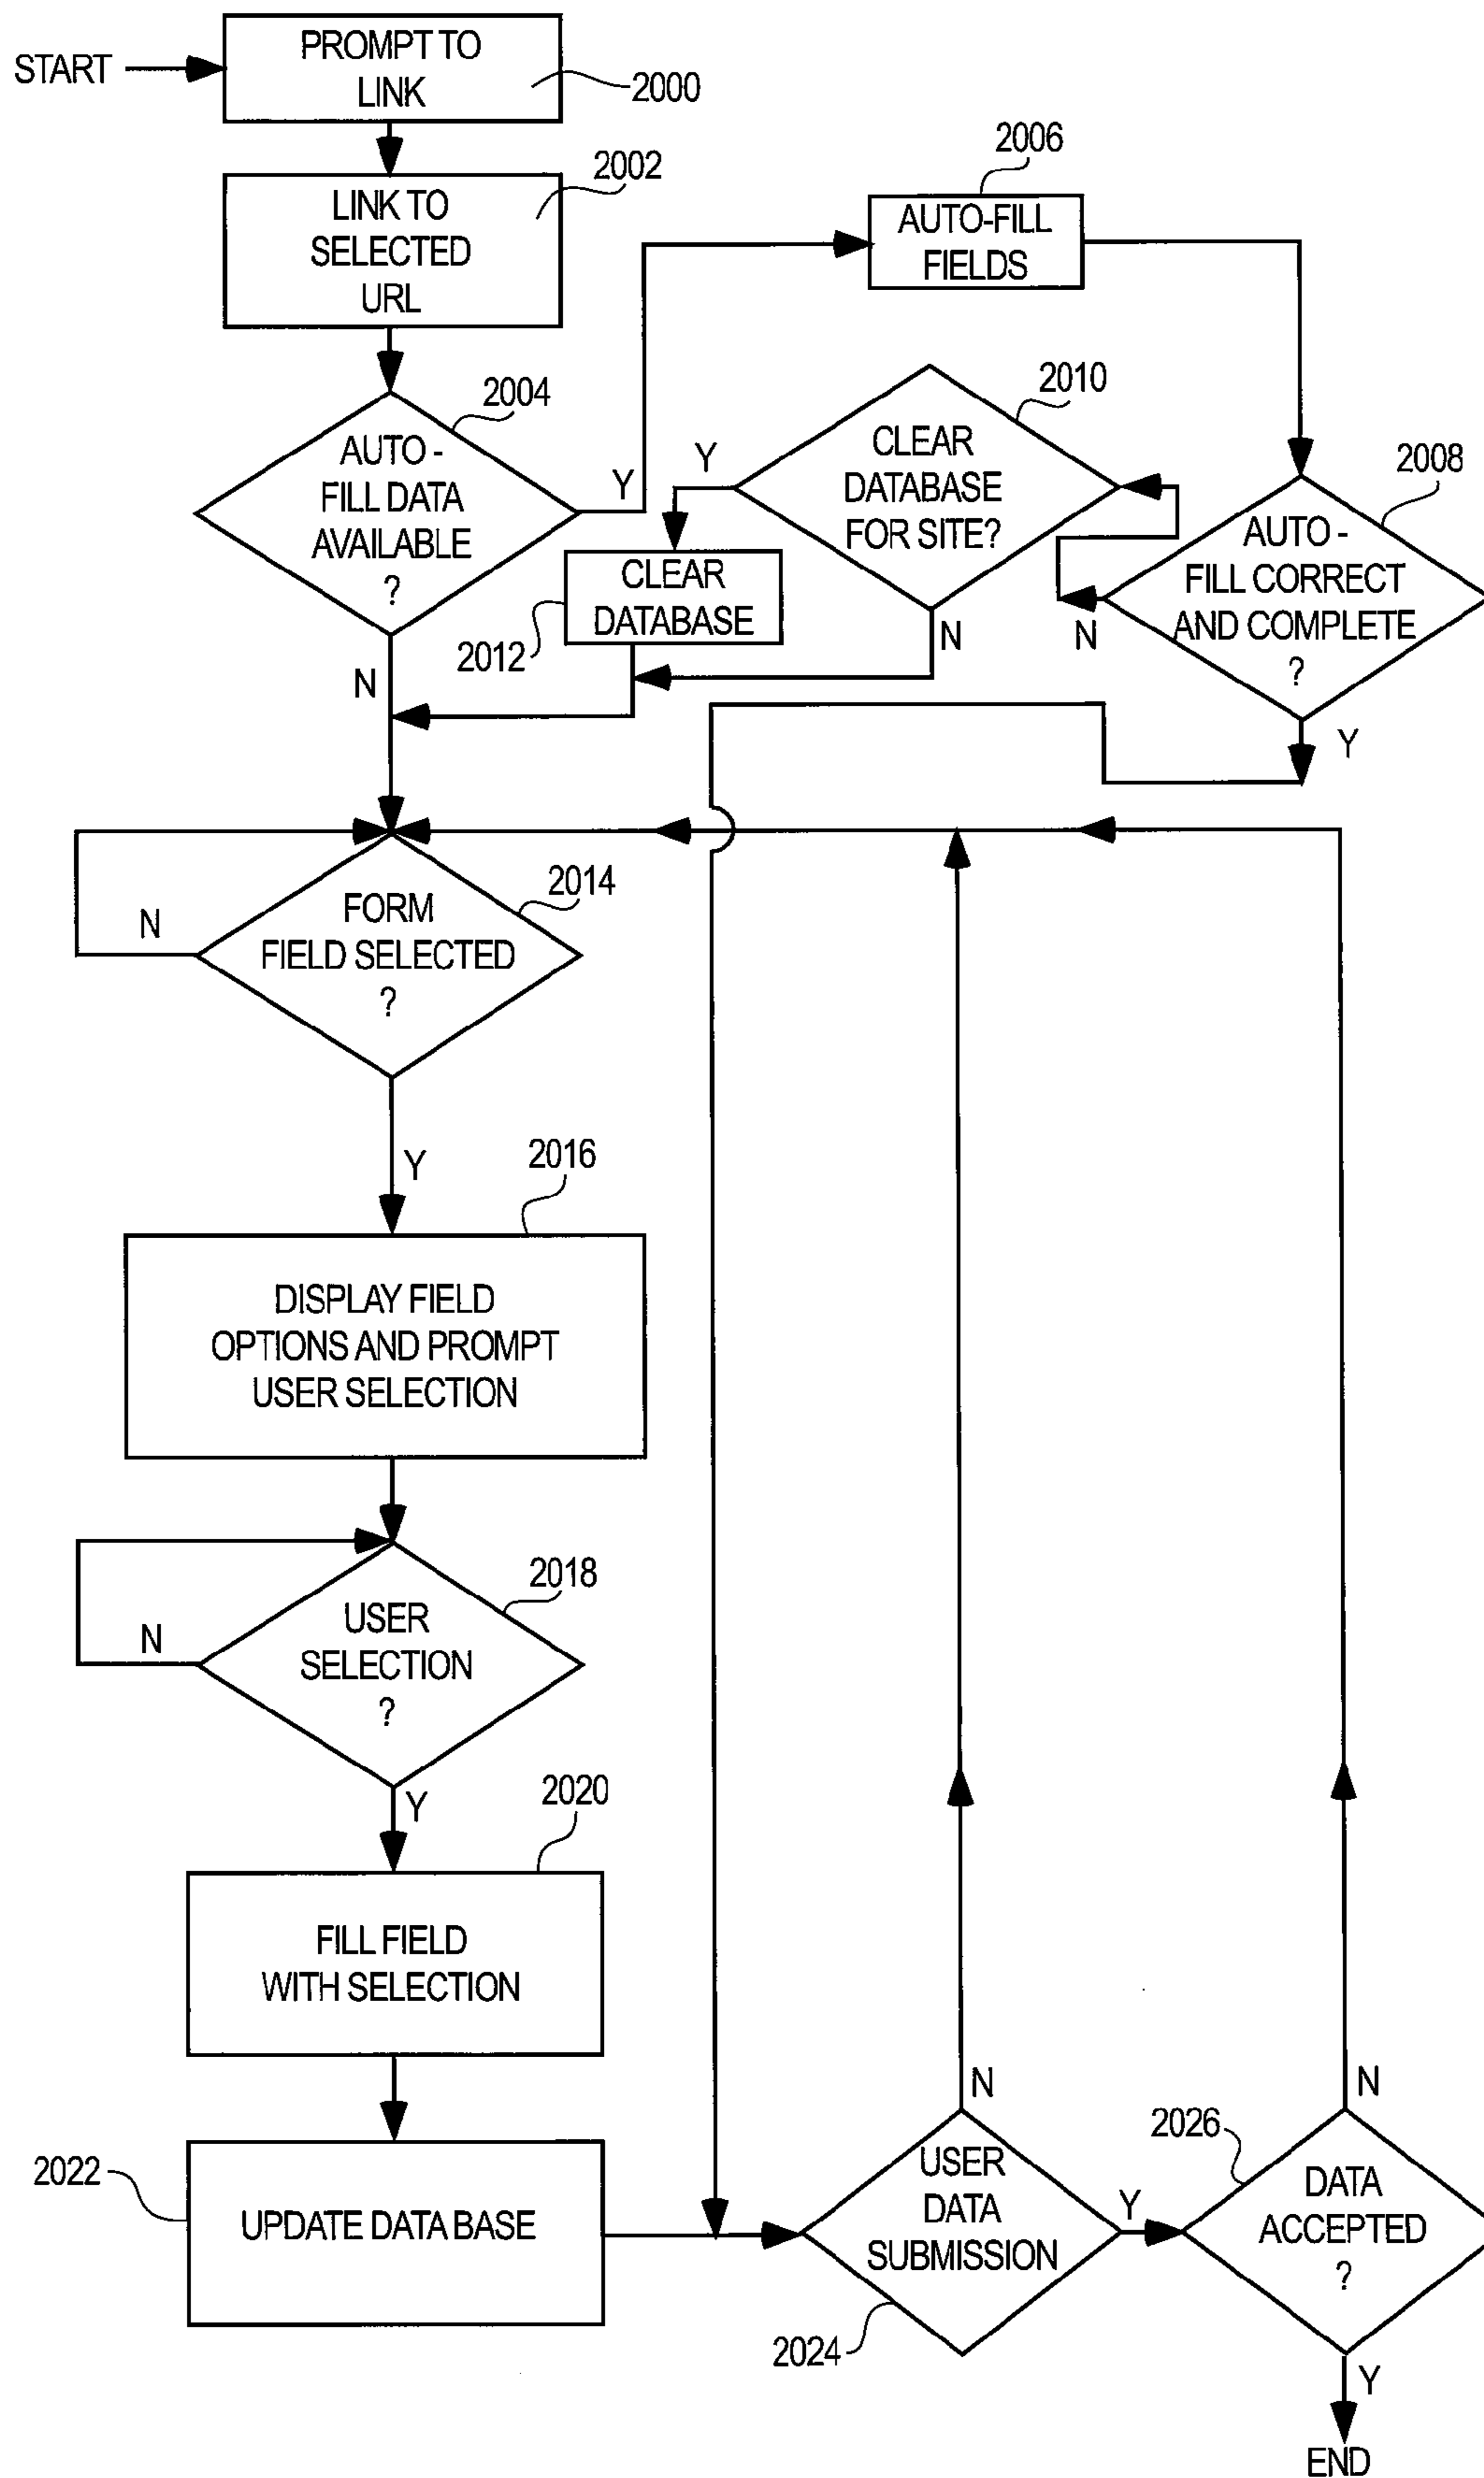 START
PROMPT TO
LINK
2000
2002
LINK TO
SELECTED
URL
2006
AUTO-FILL
FIELDS
2004
AUTO -
FILL DATA
AVAILABLE
?
Y
N
2010
CLEAR
DATABASE
FOR SITE?
Y
N
2008
AUTO -
FILL CORRECT
AND COMPLETE
?
N
Y
CLEAR
DATABASE
2012
2014
FORM
FIELD SELECTED
?
N
Y
2016
DISPLAY FIELD
OPTIONS AND PROMPT
USER SELECTION
2018
USER
SELECTION
?
N
Y
2020
FILL FIELD
WITH SELECTION
2022
UPDATE DATA BASE
N
USER
DATA
SUBMISSION
Y
2024
N
2026
DATA
ACCEPTED
?
Y
END